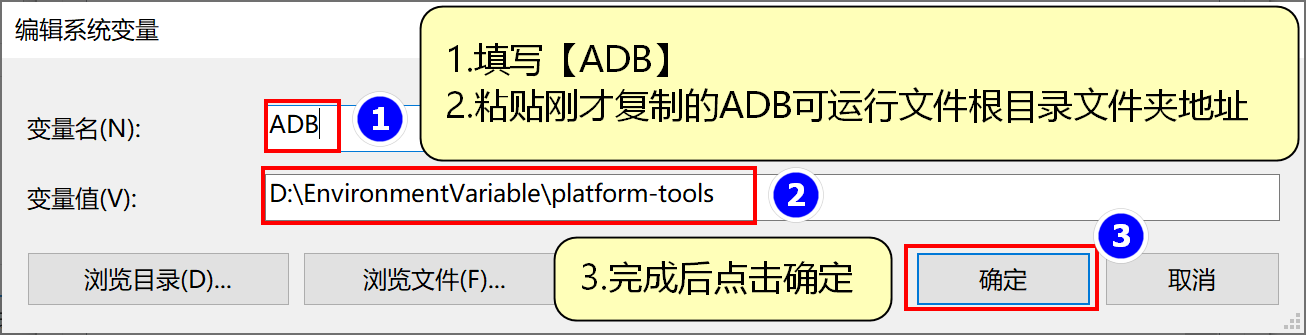 编辑系统变量
1.填写【ADB】
2.粘贴刚才复制的ADB可运行文件根目录文件夹地址
变量名(N):
ADB
1
变量值(V):
D:\EnvironmentVariable\platform-tools
2
3
浏览目录(D)...
浏览文件(F)...
3.完成后点击确定
确定
取消